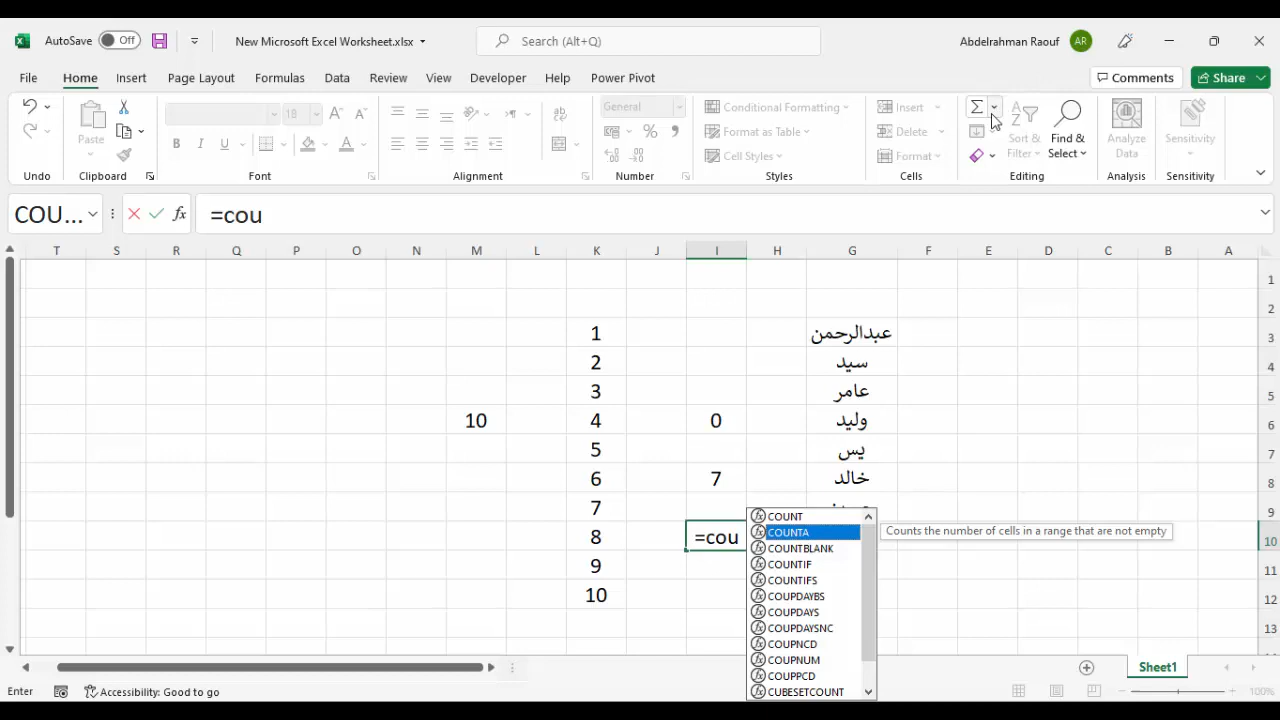 AutoSave Off New Microsoft Excel Worksheet.xlsx Search (Alt+Q) Abdelrahman Raouf AR
File Home Insert Page Layout Formulas Data Review View Developer Help Power Pivot Comments Share
Paste B I U 18 General % Conditional Formatting Format as Table Cell Styles Insert Delete Format Sort & Filter Find & Select Analyze Data Sensitivity
Undo Clipboard Font Alignment Number Styles Cells Editing Analysis Sensitivity
COU... fx =cou
T S R Q P O N M L K J I H G F E D C B A
1
2
1 عبدالرحمن 3
2 سيد 4
3 عامر 5
10 4 0 وليد 6
5 يس 7
6 7 خالد 8
7 9
8 =cou 10
9 11
10 12
13
COUNT
COUNTA Counts the number of cells in a range that are not empty
COUNTBLANK
COUNTIF
COUNTIFS
COUPDAYBS
COUPDAYS
COUPDAYSNC
COUPNCD
COUPNUM
COUPPCD
CUBESETCOUNT
Sheet1
Enter Accessibility: Good to go 100%